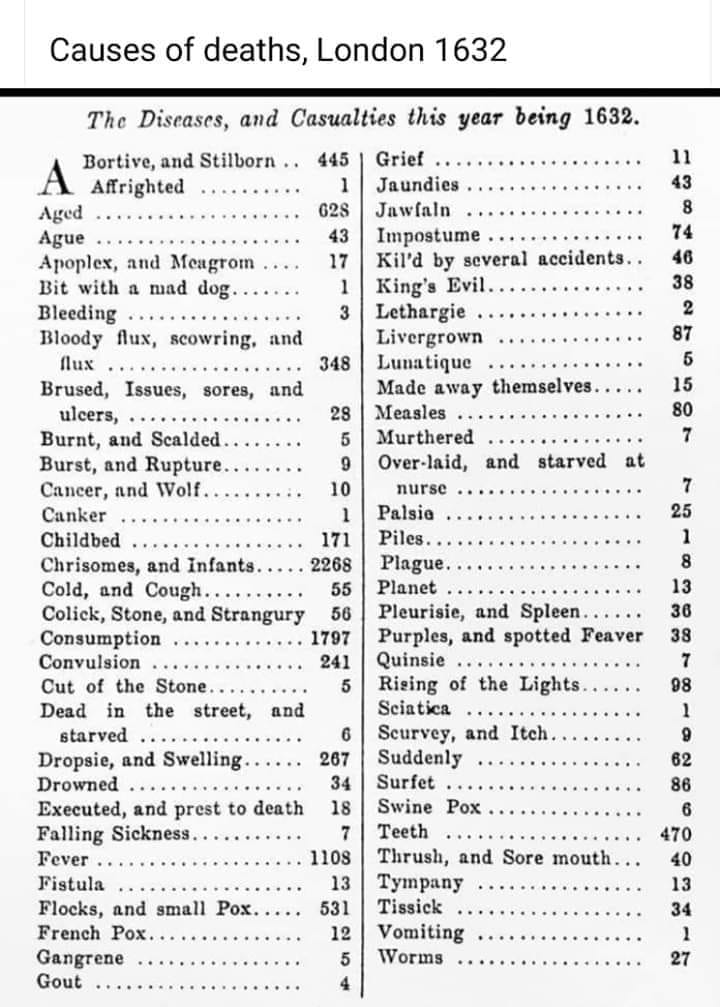 Causes of deaths, London 1632
The Diseases, and Casualties this year being 1632.
ABortive, and Stilborn .. 445
Affrighted .......... 1
Aged .................... 628
Ague .................... 43
Apoplex, and Meagrom .... 17
Bit with a mad dog....... 1
Bleeding ................ 3
Bloody flux, scowring, and
flux ................... 348
Brused, Issues, sores, and
ulcers, ................ 28
Burnt, and Scalded........ 5
Burst, and Rupture........ 9
Cancer, and Wolf.......... 10
Canker .................. 1
Childbed ................ 171
Chrisomes, and Infants..... 2268
Cold, and Cough.......... 55
Colick, Stone, and Strangury 56
Consumption ............. 1797
Convulsion ............... 241
Cut of the Stone.......... 5
Dead in the street, and
starved ................ 6
Dropsie, and Swelling...... 267
Drowned ................. 34
Executed, and prest to death 18
Falling Sickness........... 7
Fever .................... 1108
Fistula .................. 13
Flocks, and small Pox..... 531
French Pox............... 12
Gangrene ................ 5
Gout .................... 4
Grief .................... 11
Jaundies ................. 43
Jawfaln ................. 8
Impostume ............... 74
Kil'd by several accidents.. 46
King's Evil............... 38
Lethargie ................ 2
Livergrown .............. 87
Lunatique ............... 5
Made away themselves..... 15
Measles .................. 80
Murthered ............... 7
Over-laid, and starved at
nurse .................. 7
Palsie ................... 25
Piles..................... 1
Plague.................... 8
Planet ................... 13
Pleurisie, and Spleen...... 36
Purples, and spotted Feaver 38
Quinsie .................. 7
Rising of the Lights...... 98
Sciatica ................. 1
Scurvey, and Itch......... 9
Suddenly ................ 62
Surfet ................... 86
Swine Pox ............... 6
Teeth ................... 470
Thrush, and Sore mouth... 40
Tympany ................ 13
Tissick .................. 34
Vomiting ................ 1
Worms .................. 27